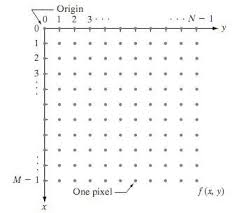 Origin
0 1 2 3 · · · · · · N − 1
0 y
1
2
3
·
·
·
·
·
·
M − 1
One pixel f(x, y)
x